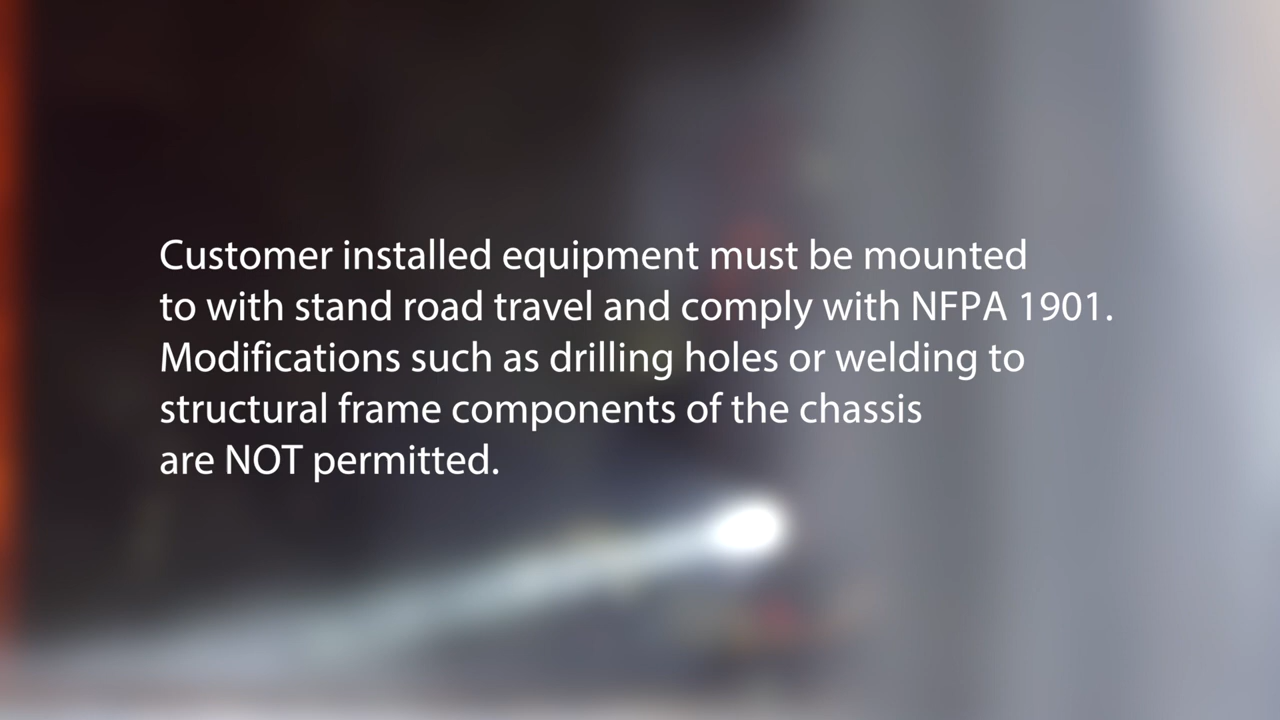 Customer installed equipment must be mounted
to with stand road travel and comply with NFPA 1901.
Modifications such as drilling holes or welding to
structural frame components of the chassis
are NOT permitted.